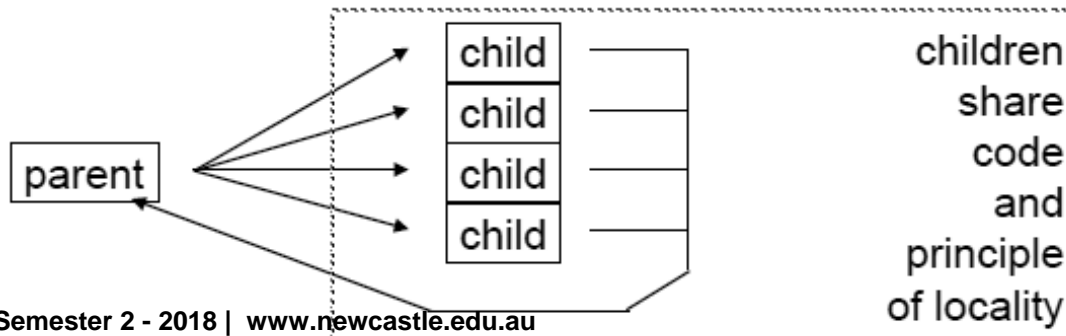 child
child
child
child
parent
children
share
code
and
principle
of locality
Semester 2 - 2018 | www.newcastle.edu.au